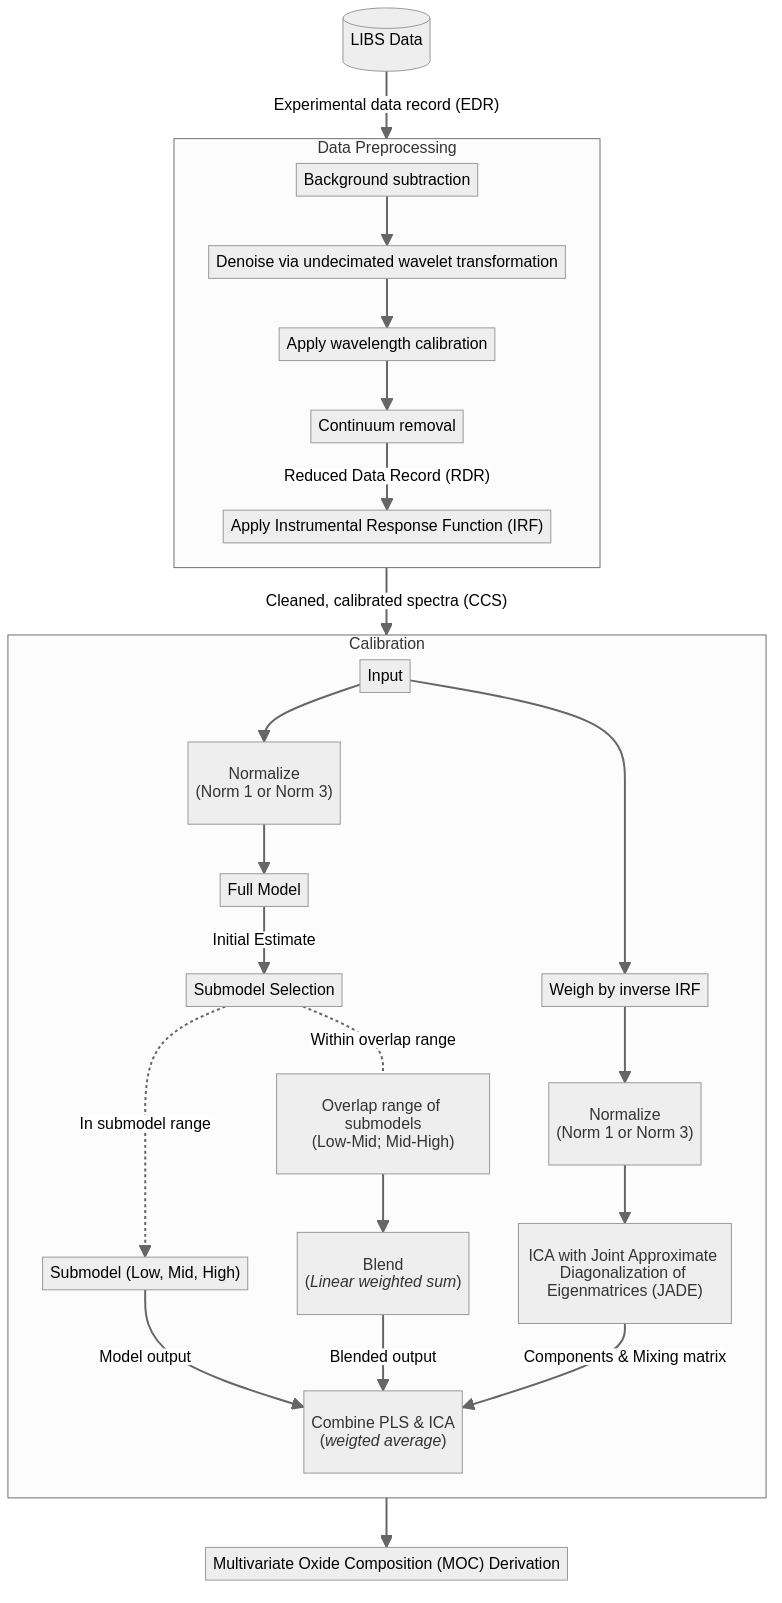 LIBS Data
Experimental data record (EDR)
Data Preprocessing
Background subtraction
Denoise via undecimated wavelet transformation
Apply wavelength calibration
Continuum removal
Reduced Data Record (RDR)
Apply Instrumental Response Function (IRF)
Cleaned, calibrated spectra (CCS)
Calibration
Input
Normalize
(Norm 1 or Norm 3)
Full Model
Initial Estimate
Submodel Selection
Weigh by inverse IRF
Within overlap range
In submodel range
Overlap range of
submodels
(Low-Mid; Mid-High)
Normalize
(Norm 1 or Norm 3)
Submodel (Low, Mid, High)
Blend
(Linear weighted sum)
ICA with Joint Approximate
Diagonalization of
Eigenmatrices (JADE)
Model output
Blended output
Components & Mixing matrix
Combine PLS & ICA
(weigted average)
Multivariate Oxide Composition (MOC) Derivation